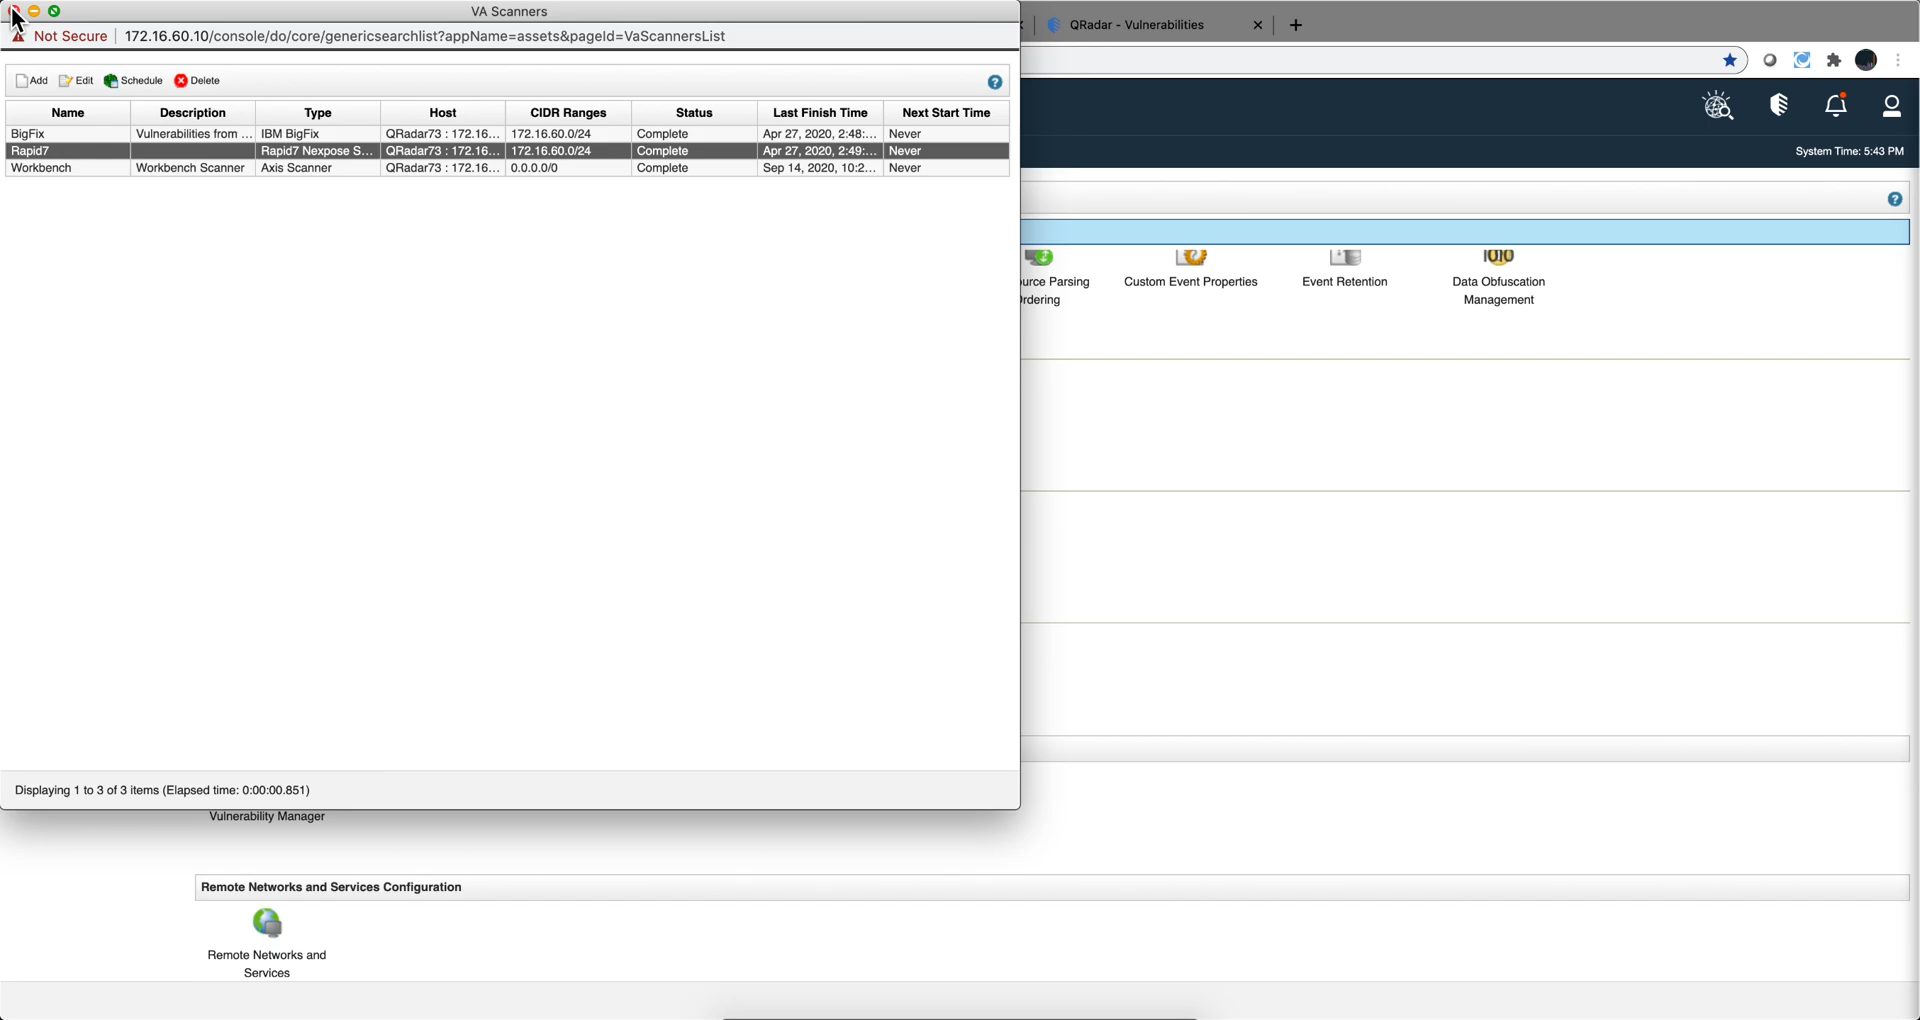 VA Scanners
Not Secure | 172.16.60.10/console/do/core/genericsearchlist?appName=assets&pageId=VaScannersList
QRadar - Vulnerabilities
Add Edit Schedule Delete
Name Description Type Host CIDR Ranges Status Last Finish Time Next Start Time
BigFix Vulnerabilities from ... IBM BigFix QRadar73 : 172.16... 172.16.60.0/24 Complete Apr 27, 2020, 2:48:... Never
Rapid7 Rapid7 Nexpose S... QRadar73 : 172.16... 172.16.60.0/24 Complete Apr 27, 2020, 2:49:... Never
Workbench Workbench Scanner Axis Scanner QRadar73 : 172.16... 0.0.0.0/0 Complete Sep 14, 2020, 10:2... Never
System Time: 5:43 PM
urce Parsing
rdering
Custom Event Properties
Event Retention
Data Obfuscation
Management
Displaying 1 to 3 of 3 items (Elapsed time: 0:00:00.851)
Vulnerability Manager
Remote Networks and Services Configuration
Remote Networks and
Services